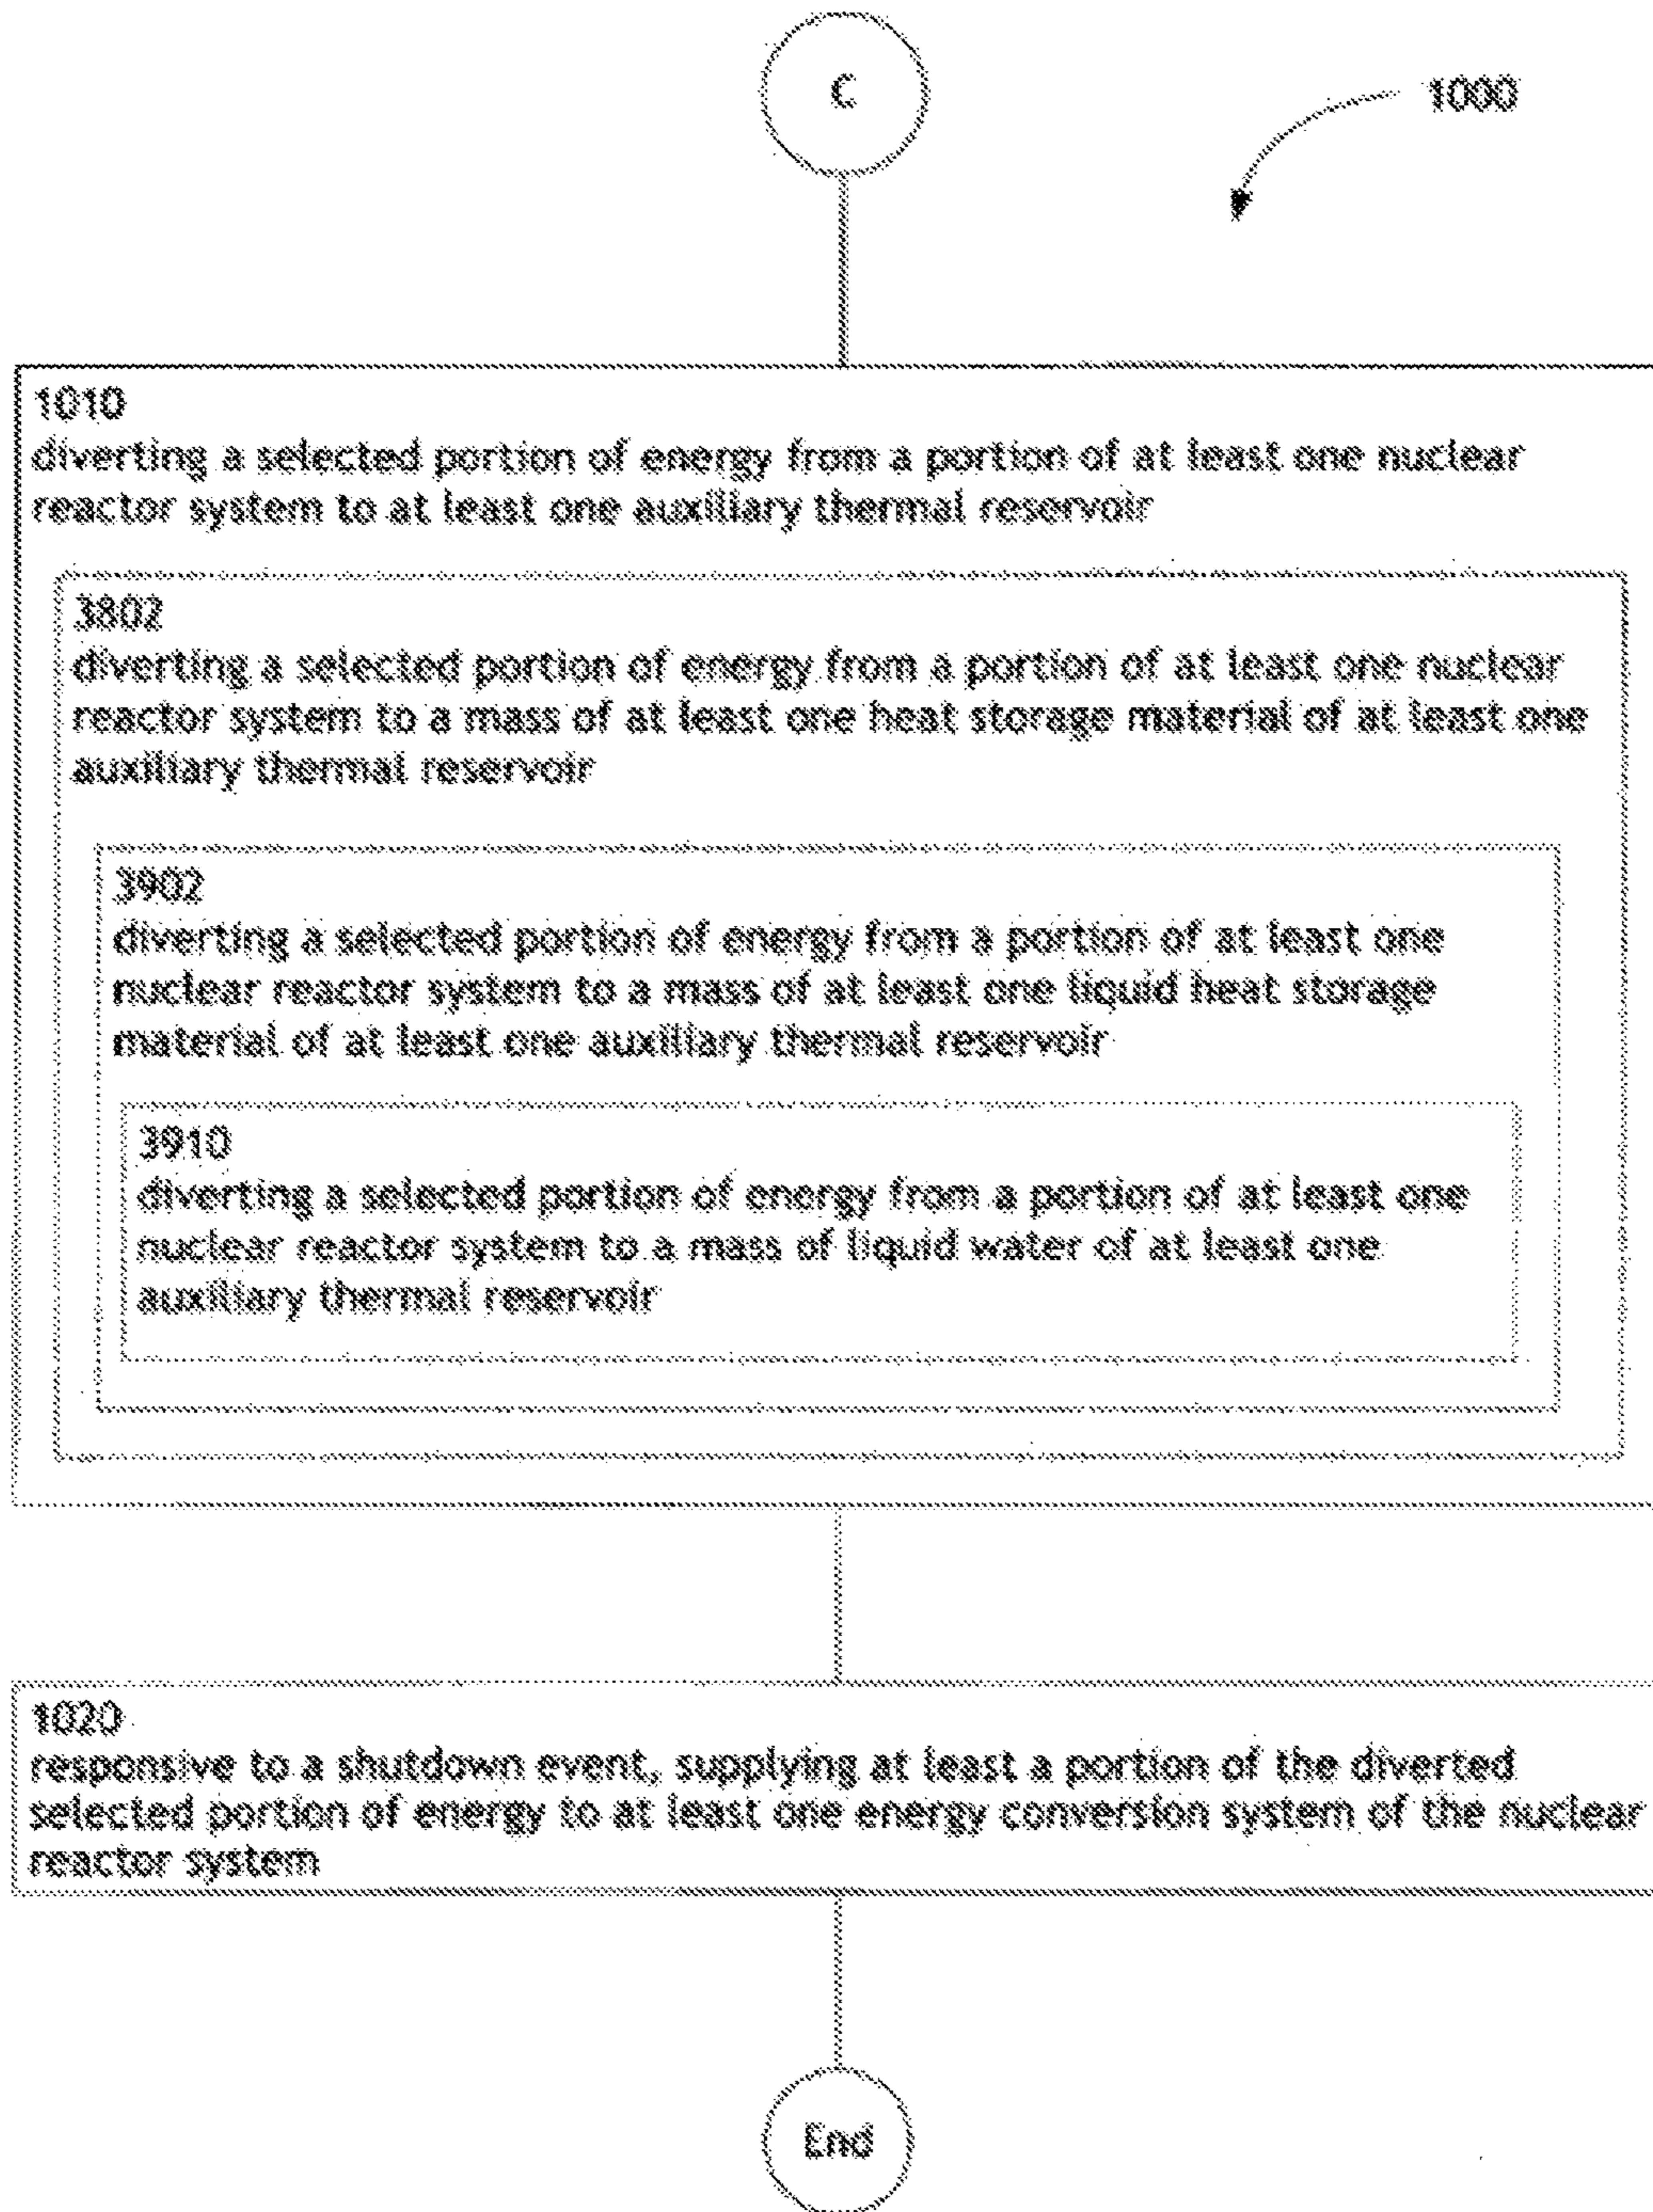 C
1000
1010
diverting a selected portion of energy from a portion of at least one nuclear
reactor system to at least one auxiliary thermal reservoir
3802
diverting a selected portion of energy from a portion of at least one nuclear
reactor system to a mass of at least one heat storage material of at least one
auxiliary thermal reservoir
3902
diverting a selected portion of energy from a portion of at least one
nuclear reactor system to a mass of at least one liquid heat storage
material of at least one auxiliary thermal reservoir
3910
diverting a selected portion of energy from a portion of at least one
nuclear reactor system to a mass of liquid water of at least one
auxiliary thermal reservoir
1020
responsive to a shutdown event, supplying at least a portion of the diverted
selected portion of energy to at least one energy conversion system of the nuclear
reactor system
End